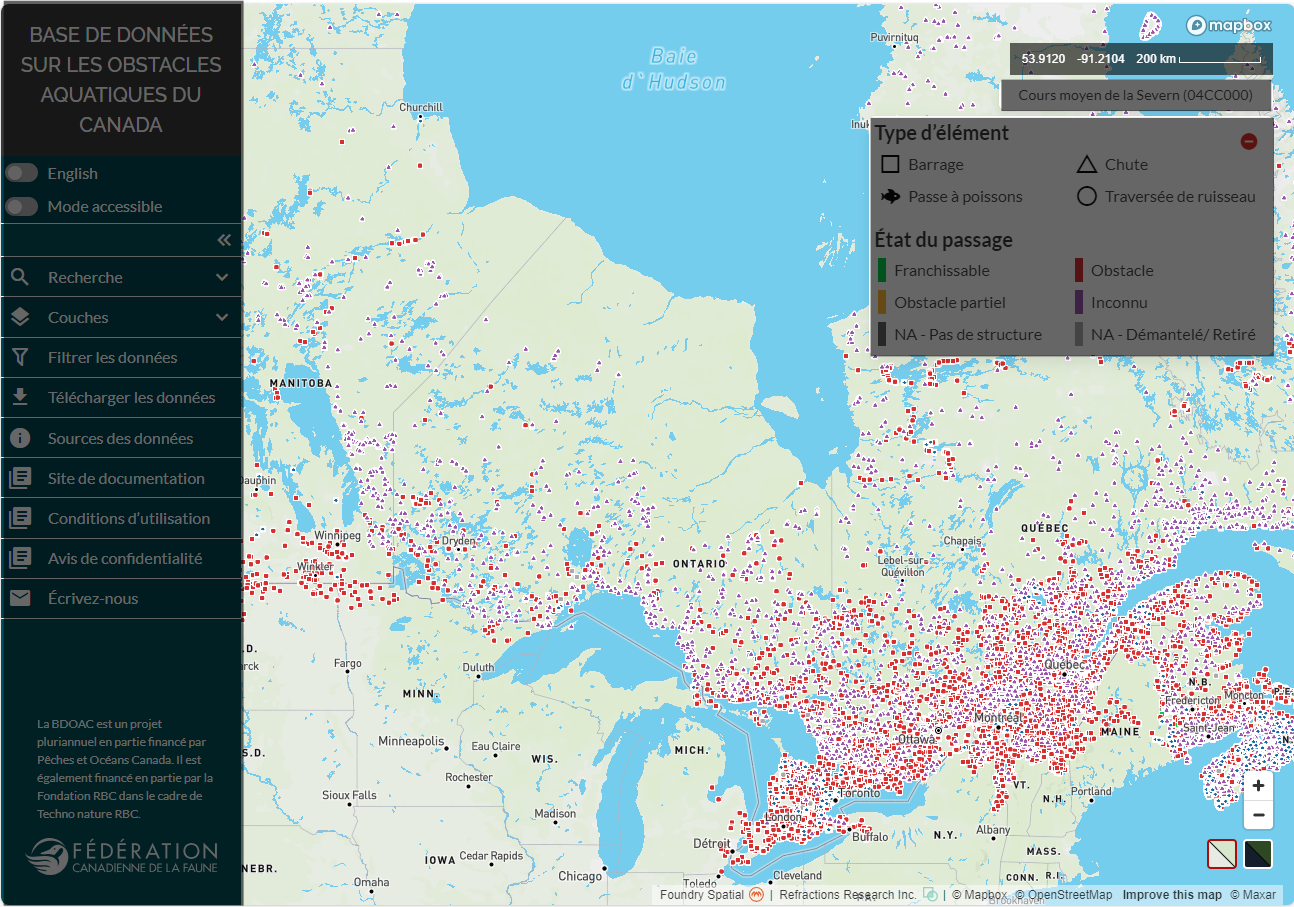 BASE DE DONNÉES
SUR LES OBSTACLES
AQUATIQUES DU
CANADA
English
Mode accessible
Recherche
Couches
Filtrer les données
Télécharger les données
Sources des données
Site de documentation
Conditions d’utilisation
Avis de confidentialité
Écrivez-nous
La BDOAC est un projet
pluriannuel en partie financé par
Pêches et Océans Canada. Il est
également financé en partie par la
Fondation RBC dans le cadre de
Techno nature RBC.
FÉDÉRATION
CANADIENNE DE LA FAUNE
mapbox
53.9120 -91.2104 200 km
Cours moyen de la Severn (04CC000)
Type d’élément
Barrage
Chute
Passe à poissons
Traversée de ruisseau
État du passage
Franchissable
Obstacle
Obstacle partiel
Inconnu
NA - Pas de structure
NA - Démantelé/ Retiré
Baie
d`Hudson
Puvirnituq
Churchill
Inuk
MANITOBA
Dauphin
Winnipeg
Winkler
Dryden
ONTARIO
QUÉBEC
Chapais
Lebel-sur-
Quévillon
.D.
rck
Fargo
Duluth
MINN.
Québec
N.B.
Fredericton
Moncton
P.E.
Saint-Jean
N.
Montréal
Ottawa
MAINE
S.D.
Minneapolis
Eau Claire
WIS.
MICH.
Rochester
Sioux Falls
Madison
Toronto
London
VT.
N.H.
Portland
Buffalo
N.Y.
Albany
Détroit
MASS.
IOWA
Cedar Rapids
NEBR.
Omaha
Chicago
Toledo
Cleveland
CONN.
R.I.
PA.
Brookhaven
+
−
Foundry Spatial | Refractions Research Inc. | © Mapbox © OpenStreetMap Improve this map © Maxar